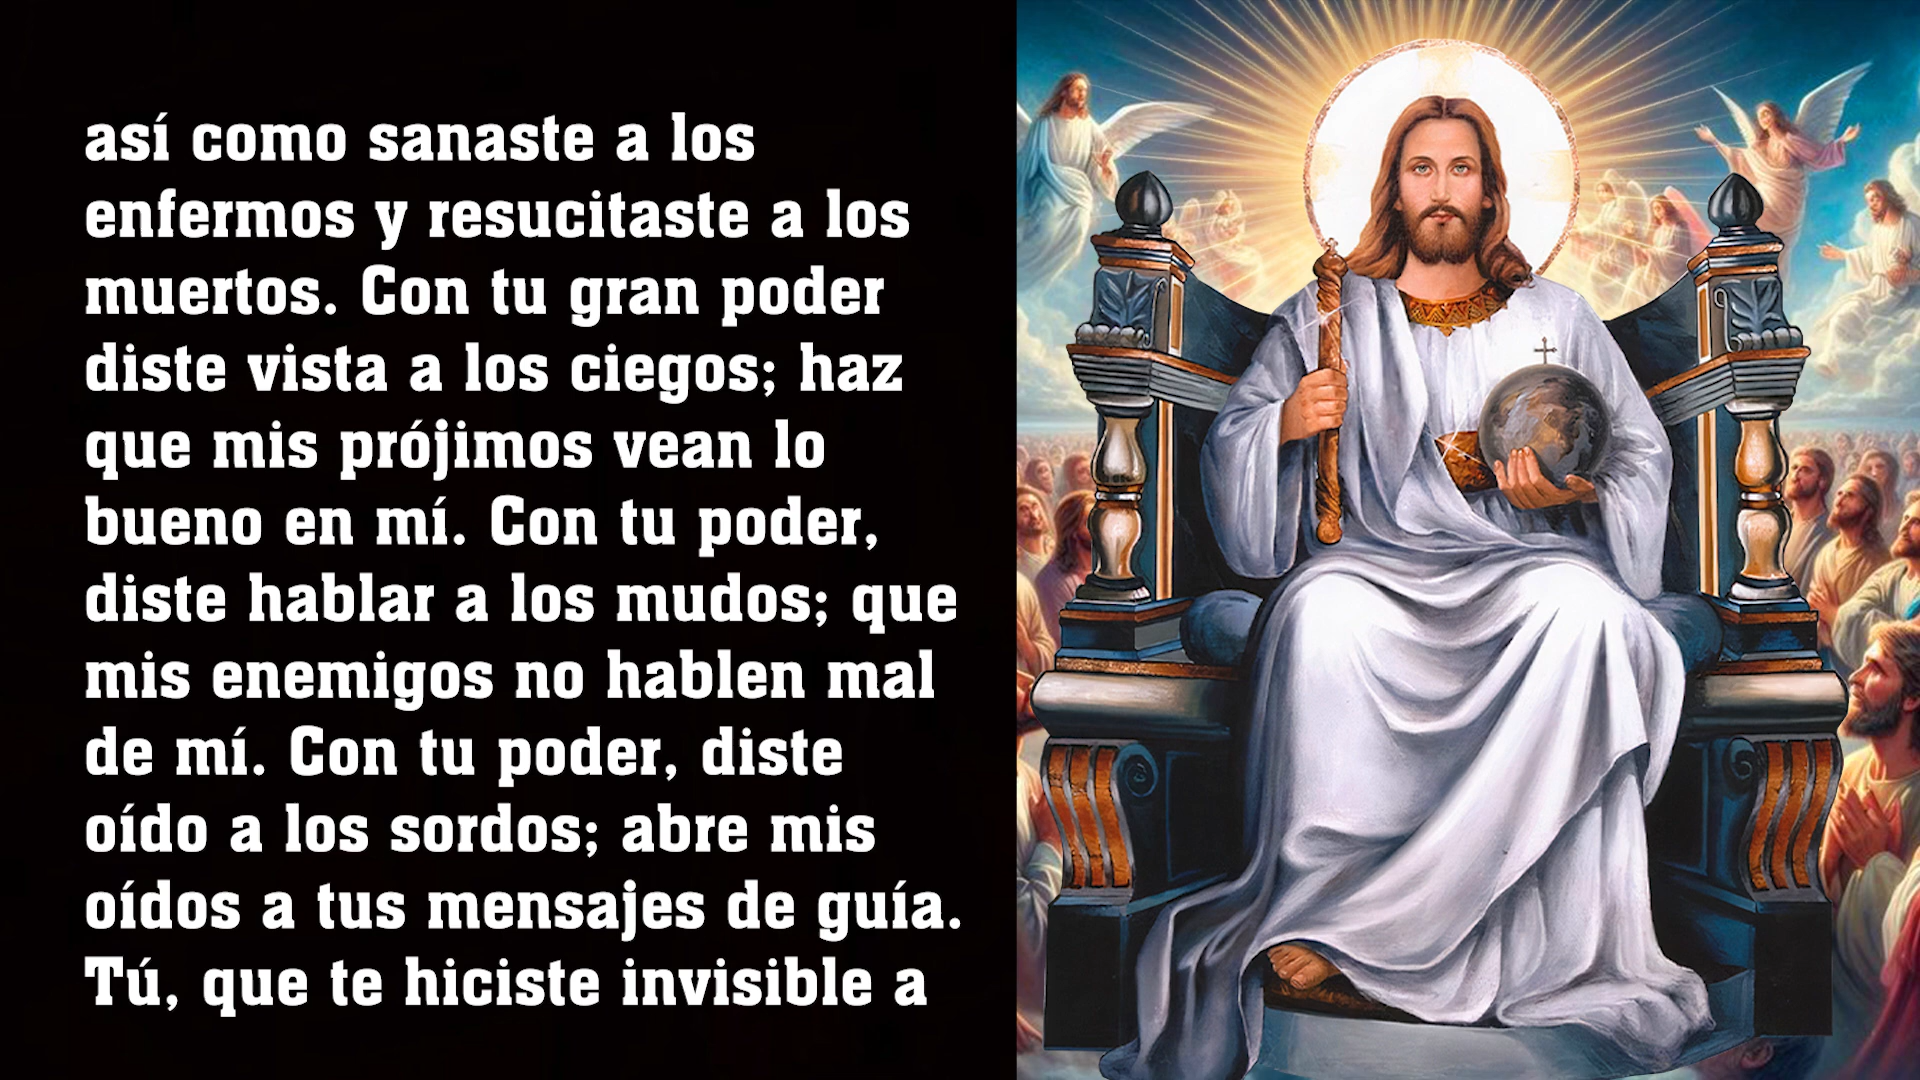 así como sanaste a los
enfermos y resucitaste a los
muertos. Con tu gran poder
diste vista a los ciegos; haz
que mis prójimos vean lo
bueno en mí. Con tu poder,
diste hablar a los mudos; que
mis enemigos no hablen mal
de mí. Con tu poder, diste
oído a los sordos; abre mis
oídos a tus mensajes de guía.
Tú, que te hiciste invisible a